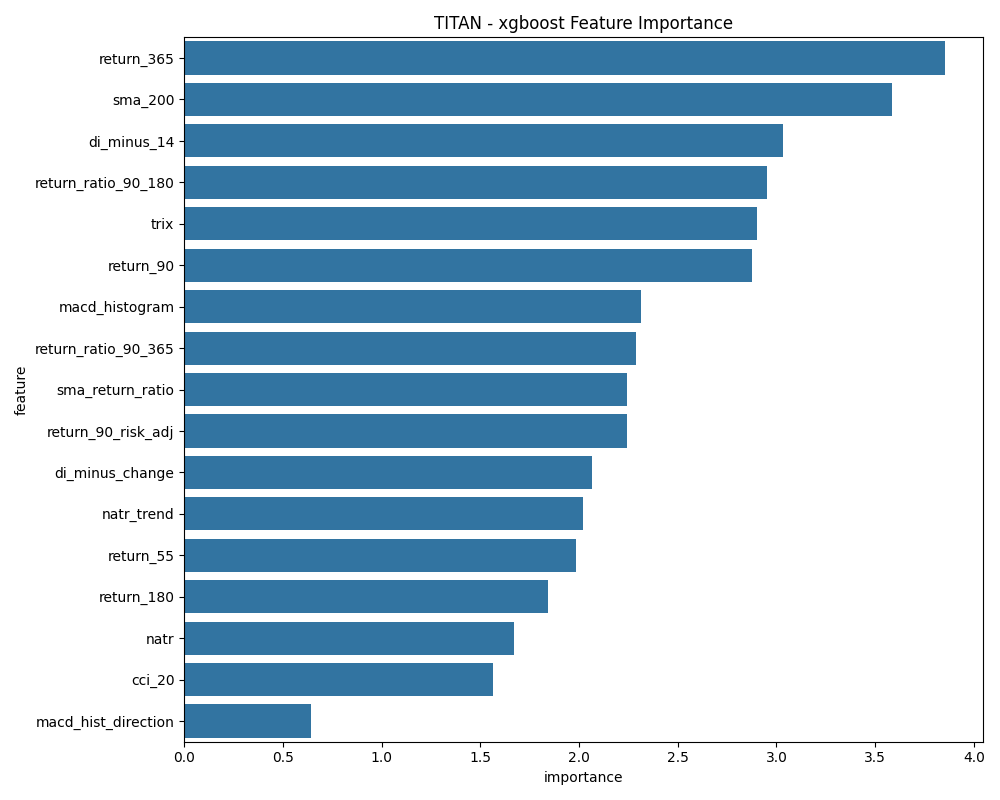 TITAN - xgboost Feature Importance
return_365
sma_200
di_minus_14
return_ratio_90_180
trix
return_90
macd_histogram
return_ratio_90_365
sma_return_ratio
return_90_risk_adj
di_minus_change
natr_trend
return_55
return_180
natr
cci_20
macd_hist_direction
feature
0.0 0.5 1.0 1.5 2.0 2.5 3.0 3.5 4.0
importance